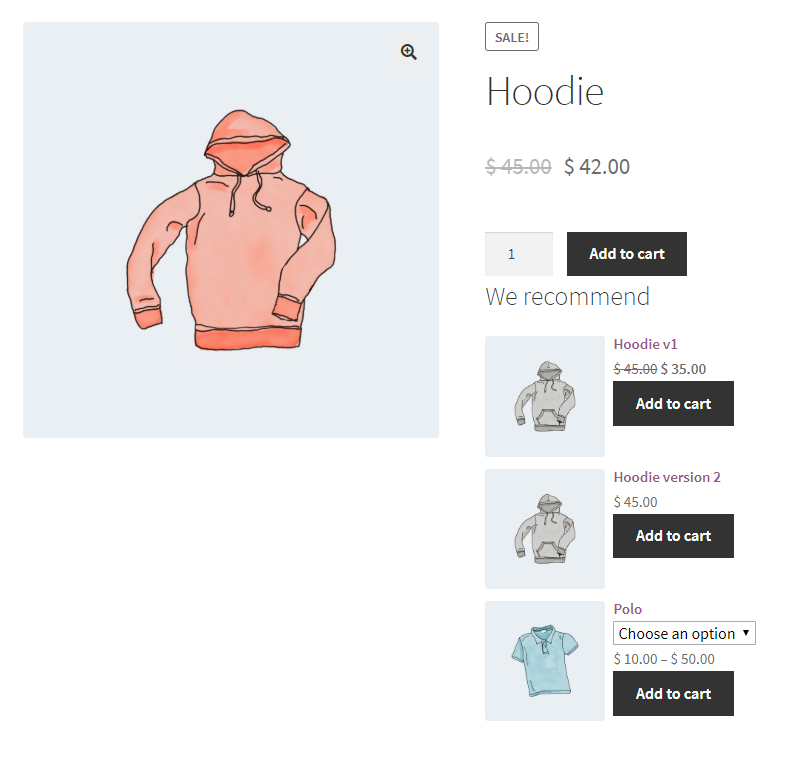 SALE!
Hoodie
$ 45.00 $ 42.00
1 Add to cart
We recommend
Hoodie v1
$ 45.00 $ 35.00
Add to cart
Hoodie version 2
$ 45.00
Add to cart
Polo
Choose an option
$ 10.00 – $ 50.00
Add to cart